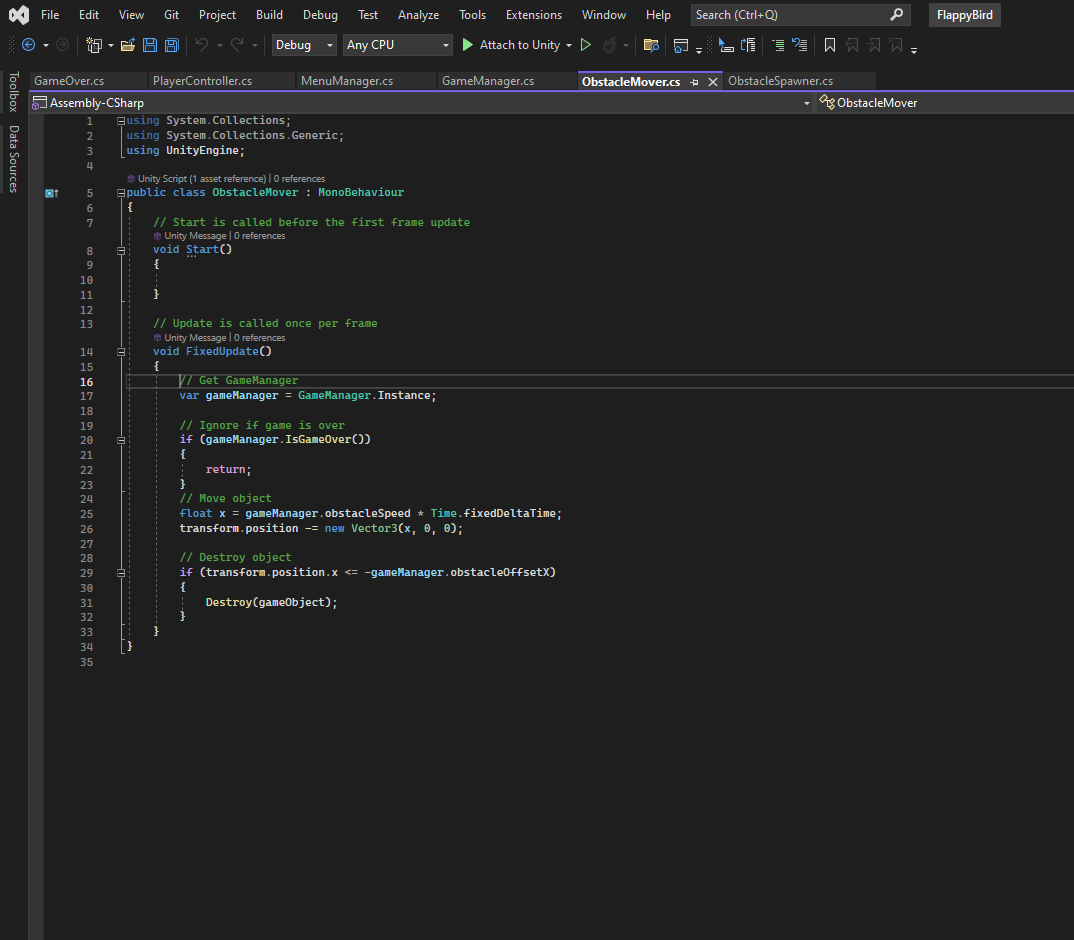 File Edit View Git Project Build Debug Test Analyze Tools Extensions Window Help Search (Ctrl+Q) FlappyBird
Debug Any CPU Attach to Unity
GameOver.cs PlayerController.cs MenuManager.cs GameManager.cs ObstacleMover.cs ObstacleSpawner.cs
Toolbox
Data Sources
Assembly-CSharp ObstacleMover
1 using System.Collections;
2 using System.Collections.Generic;
3 using UnityEngine;
4
Unity Script (1 asset reference) | 0 references
5 public class ObstacleMover : MonoBehaviour
6 {
7 // Start is called before the first frame update
Unity Message | 0 references
8 void Start()
9 {
10
11 }
12
13 // Update is called once per frame
Unity Message | 0 references
14 void FixedUpdate()
15 {
16 // Get GameManager
17 var gameManager = GameManager.Instance;
18
19 // Ignore if game is over
20 if (gameManager.IsGameOver())
21 {
22 return;
23 }
24 // Move object
25 float x = gameManager.obstacleSpeed * Time.fixedDeltaTime;
26 transform.position -= new Vector3(x, 0, 0);
27
28 // Destroy object
29 if (transform.position.x <= -gameManager.obstacleOffsetX)
30 {
31 Destroy(gameObject);
32 }
33 }
34 }
35